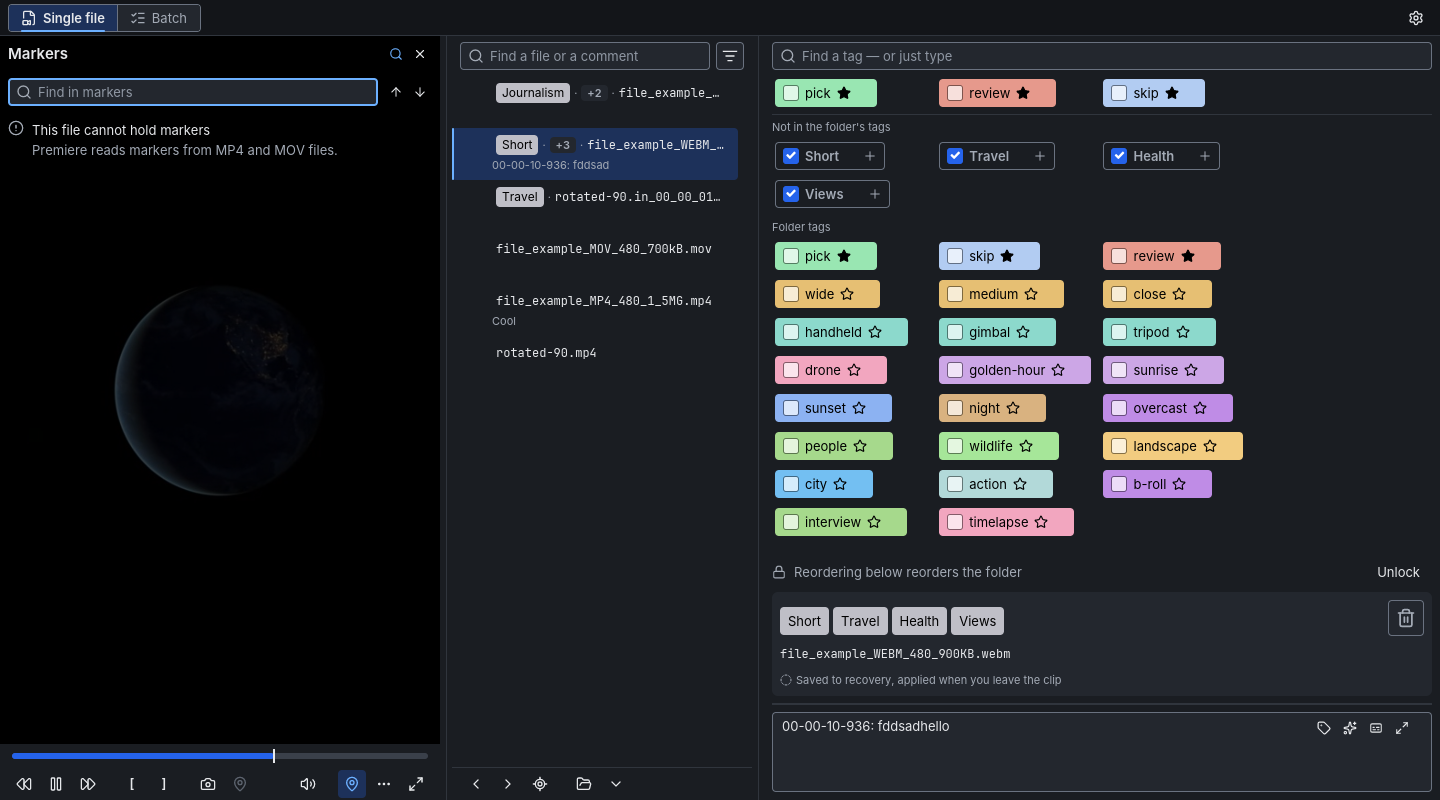 Single file
Batch
Markers
Find in markers
This file cannot hold markers
Premiere reads markers from MP4 and MOV files.
[ ]
Find a file or a comment
Journalism · +2 · file_example_…
Short · +3 · file_example_WEBM_…
00-00-10-936: fddsad
Travel · rotated-90.in_00_00_01…
file_example_MOV_480_700kB.mov
file_example_MP4_480_1_5MG.mp4
Cool
rotated-90.mp4
Find a tag — or just type
pick review skip
Not in the folder's tags
Short Travel Health
Views
Folder tags
pick skip review
wide medium close
handheld gimbal tripod
drone golden-hour sunrise
sunset night overcast
people wildlife landscape
city action b-roll
interview timelapse
Reordering below reorders the folder
Unlock
Short Travel Health Views
file_example_WEBM_480_900KB.webm
Saved to recovery, applied when you leave the clip
00-00-10-936: fddsadhello